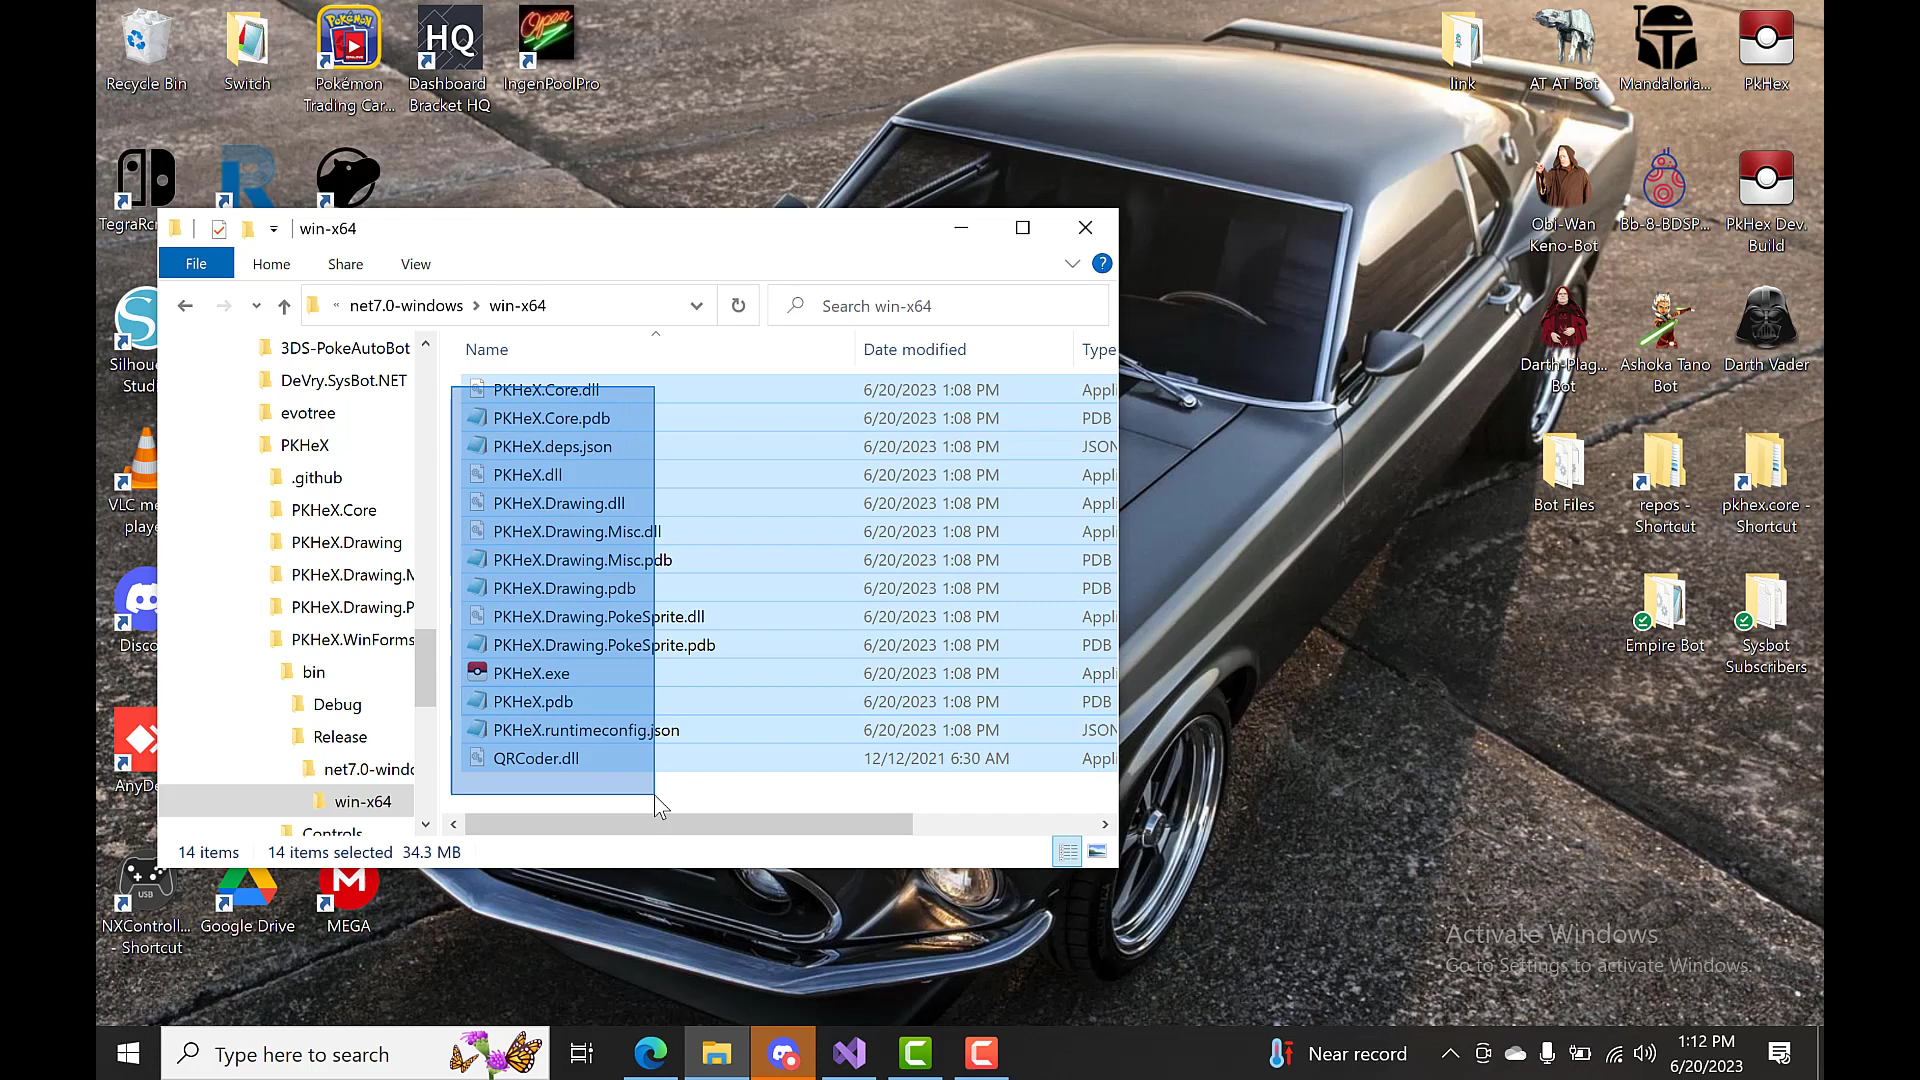 Recycle Bin
Switch
Pokémon Trading Car...
Dashboard Bracket HQ
HQ
Open
IngenPoolPro
link
AT AT Bot
Mandaloria...
PkHex
TegraRcr
Obi-Wan Keno-Bot
Bb-8-BDSP...
PkHex Dev. Build
win-x64
File
Home
Share
View
« net7.0-windows > win-x64
Search win-x64
Name
Date modified
Type
3DS-PokeAutoBot
DeVry.SysBot.NET
evotree
PKHeX
.github
PKHeX.Core
PKHeX.Drawing
PKHeX.Drawing.M
PKHeX.Drawing.P
PKHeX.WinForms
bin
Debug
Release
net7.0-windo
win-x64
Controls
PKHeX.Core.dll 6/20/2023 1:08 PM Appli
PKHeX.Core.pdb 6/20/2023 1:08 PM PDB
PKHeX.deps.json 6/20/2023 1:08 PM JSON
PKHeX.dll 6/20/2023 1:08 PM Appli
PKHeX.Drawing.dll 6/20/2023 1:08 PM Appli
PKHeX.Drawing.Misc.dll 6/20/2023 1:08 PM Appli
PKHeX.Drawing.Misc.pdb 6/20/2023 1:08 PM PDB
PKHeX.Drawing.pdb 6/20/2023 1:08 PM PDB
PKHeX.Drawing.PokeSprite.dll 6/20/2023 1:08 PM Appli
PKHeX.Drawing.PokeSprite.pdb 6/20/2023 1:08 PM PDB
PKHeX.exe 6/20/2023 1:08 PM Appli
PKHeX.pdb 6/20/2023 1:08 PM PDB
PKHeX.runtimeconfig.json 6/20/2023 1:08 PM JSON
QRCoder.dll 12/12/2021 6:30 AM Appli
14 items 14 items selected 34.3 MB
Silhoue
Studi
VLC me
playe
Disco
AnyDe
Darth-Plag... Bot
Ashoka Tano Bot
Darth Vader
Bot Files
repos - Shortcut
pkhex.core - Shortcut
Empire Bot
Sysbot Subscribers
USB
NXControll... - Shortcut
Google Drive
MEGA
Activate Windows
Go to Settings to activate Windows.
Type here to search
Near record
1:12 PM
6/20/2023